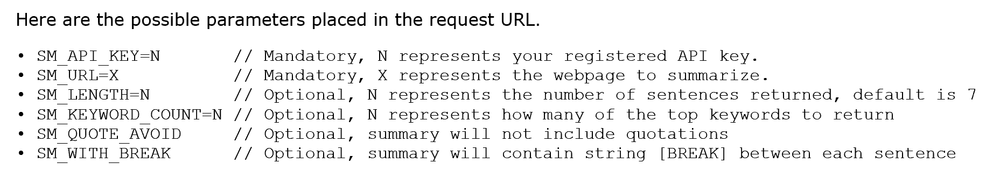 Here are the possible parameters placed in the request URL.
• SM_API_KEY=N // Mandatory, N represents your registered API key.
• SM_URL=X // Mandatory, X represents the webpage to summarize.
• SM_LENGTH=N // Optional, N represents the number of sentences returned, default is 7
• SM_KEYWORD_COUNT=N // Optional, N represents how many of the top keywords to return
• SM_QUOTE_AVOID // Optional, summary will not include quotations
• SM_WITH_BREAK // Optional, summary will contain string [BREAK] between each sentence